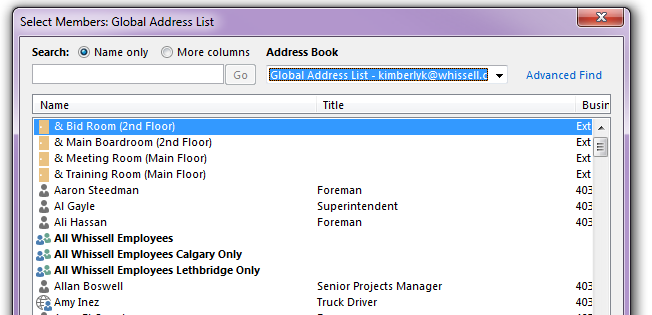 Select Members: Global Address List
Search: Name only More columns Address Book
Go Global Address List - kimberlyk@whissell.c Advanced Find
Name Title Busin
& Bid Room (2nd Floor) Ext
& Main Boardroom (2nd Floor) Ext
& Meeting Room (Main Floor) Ext
& Training Room (Main Floor) Ext
Aaron Steedman Foreman 403
Al Gayle Superintendent 403
Ali Hassan Foreman 403
All Whissell Employees
All Whissell Employees Calgary Only
All Whissell Employees Lethbridge Only
Allan Boswell Senior Projects Manager 403
Amy Inez Truck Driver 403